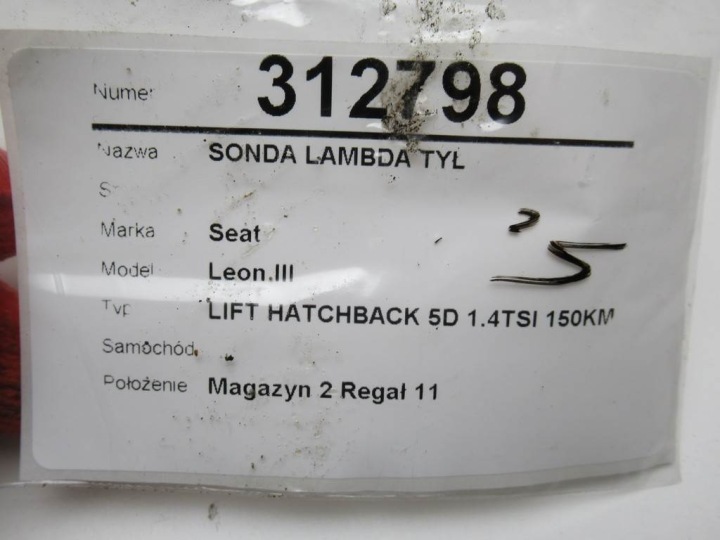 Numer 312798
Nazwa SONDA LAMBDA TYŁ
Marka Seat
Model Leon III
Typ LIFT HATCHBACK 5D 1.4TSI 150KM
Samochód
Położenie Magazyn 2 Regał 11
5